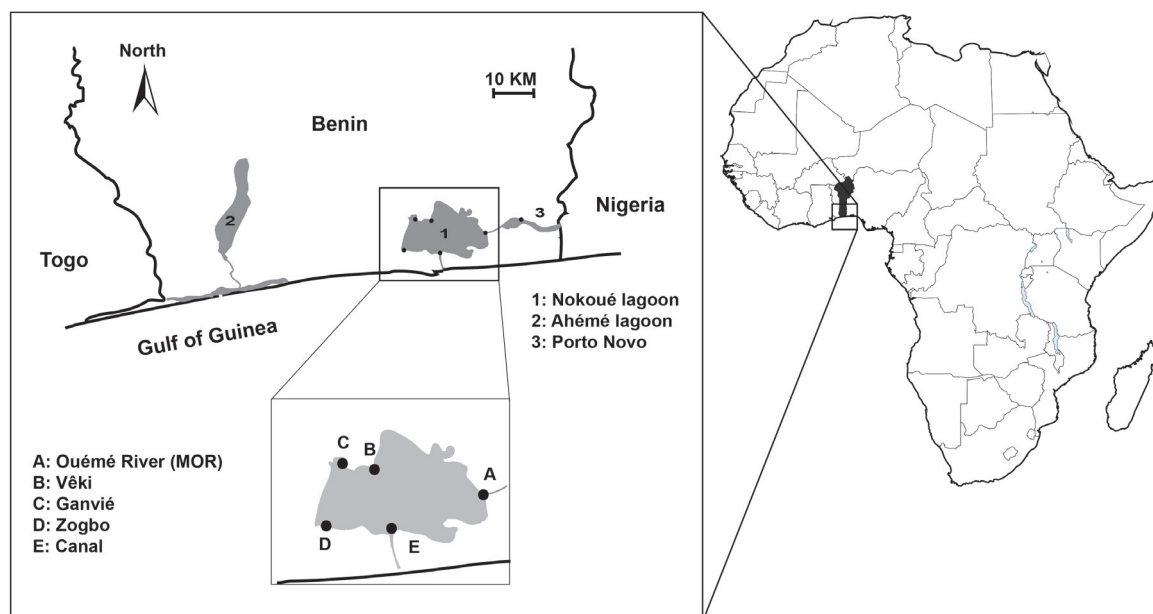 North
10 KM
Benin
Nigeria
Togo
2
1
3
Gulf of Guinea
1: Nokoué lagoon
2: Ahémé lagoon
3: Porto Novo
A: Ouémé River (MOR)
B: Vêki
C: Ganvié
D: Zogbo
E: Canal
C
B
A
D
E